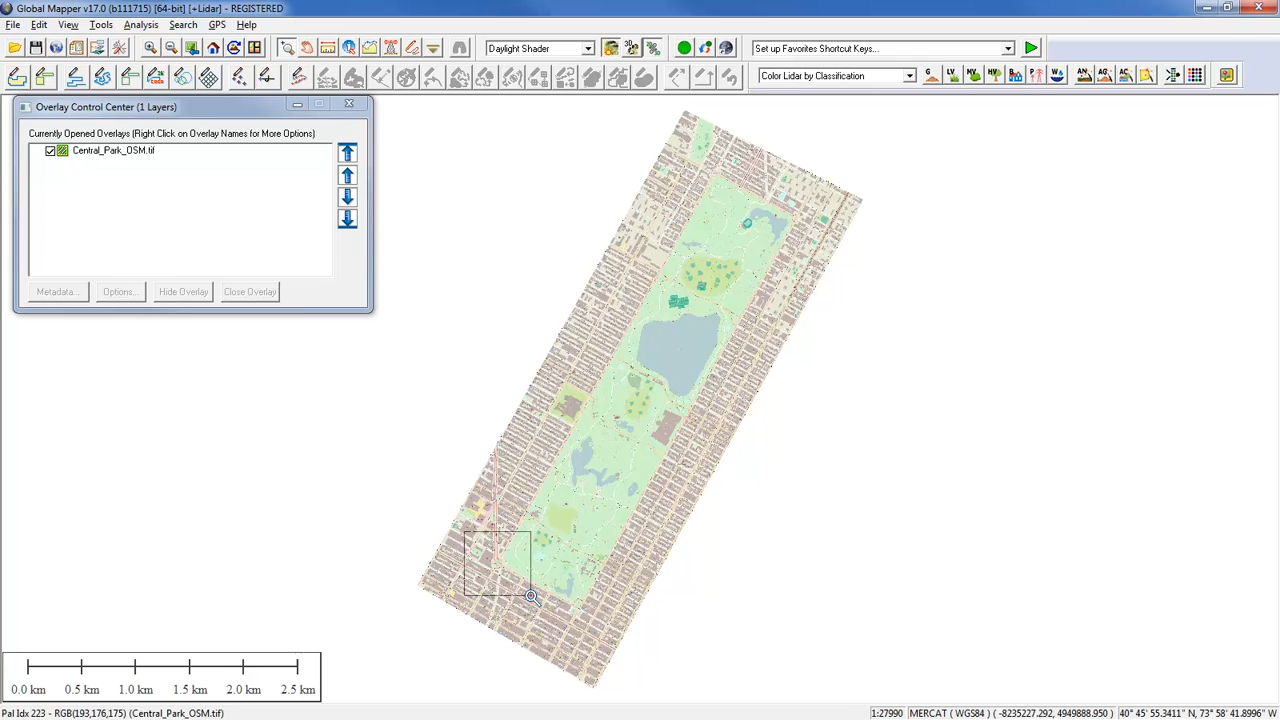 Global Mapper v17.0 (b111715) [64-bit] [+Lidar] - REGISTERED
File Edit View Tools Analysis Search GPS Help
Daylight Shader
Set up Favorites Shortcut Keys...
Color Lidar by Classification
Overlay Control Center (1 Layers)
Currently Opened Overlays (Right Click on Overlay Names for More Options)
Central_Park_OSM.tif
Metadata... Options... Hide Overlay Close Overlay
0.0 km 0.5 km 1.0 km 1.5 km 2.0 km 2.5 km
Pal Idx 223 - RGB(193,176,175) (Central_Park_OSM.tif)
1:27990 MERCAT ( WGS84 ) ( -8235227.292, 4949888.950 ) 40° 45' 55.3411" N, 73° 58' 41.8996" W